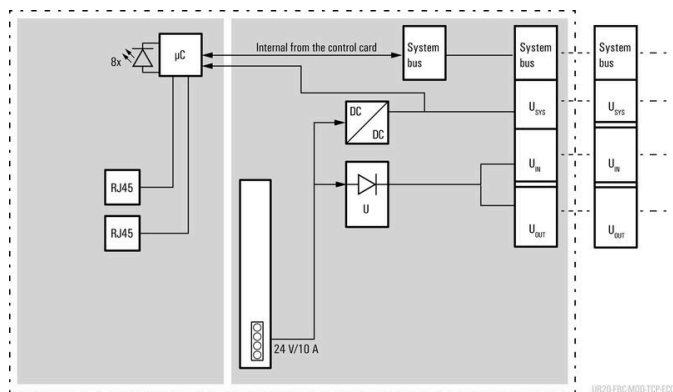 8x
µC
Internal from the control card
System
bus
System
bus
System
bus
DC
DC
USYS
USYS
UIN
UIN
U
RJ45
RJ45
UOUT
UOUT
24 V/10 A
UR20-FBC-MOD-TCP-ECO